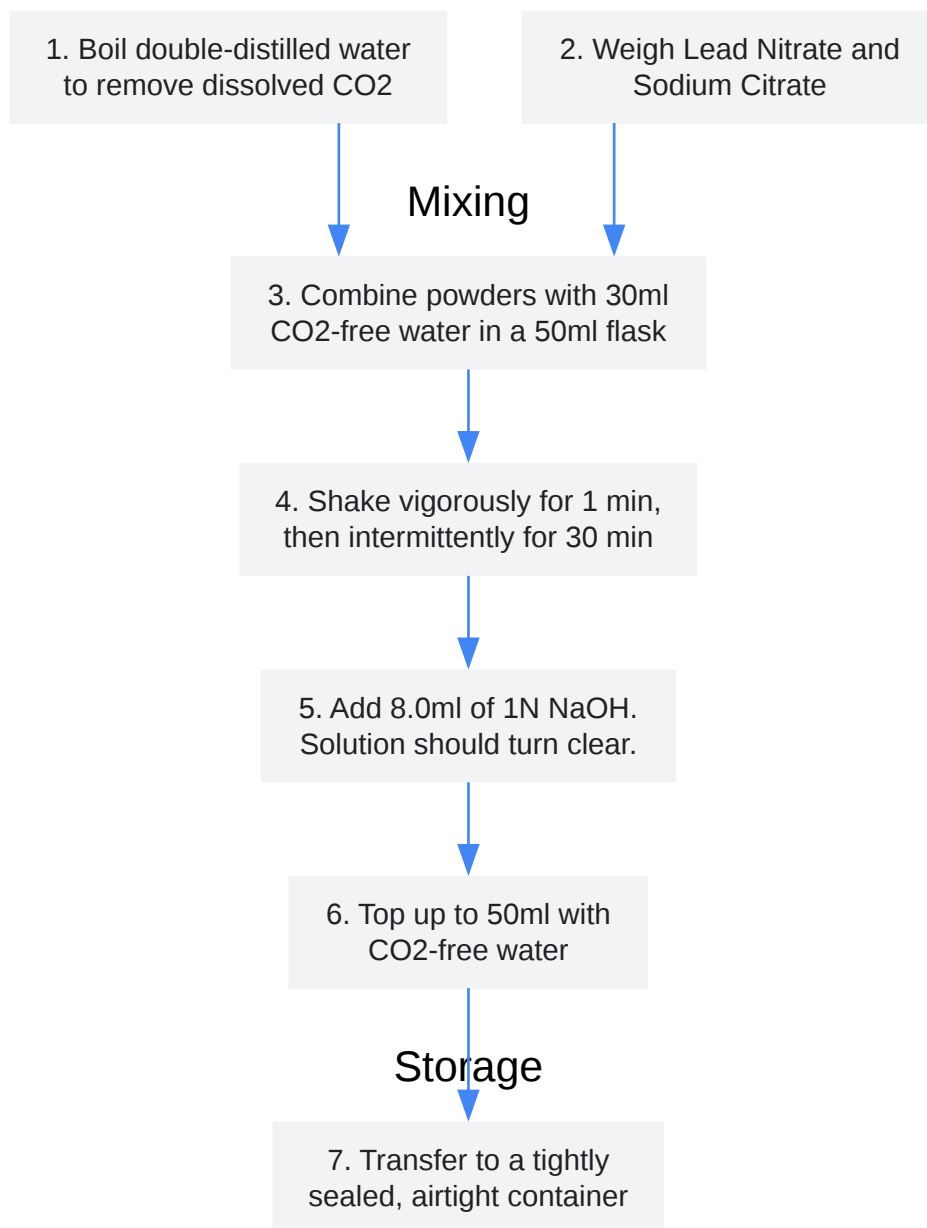 1. Boil double-distilled water
to remove dissolved CO2
2. Weigh Lead Nitrate and
Sodium Citrate
Mixing
3. Combine powders with 30ml
CO2-free water in a 50ml flask
4. Shake vigorously for 1 min,
then intermittently for 30 min
5. Add 8.0ml of 1N NaOH.
Solution should turn clear.
6. Top up to 50ml with
CO2-free water
Storage
7. Transfer to a tightly
sealed, airtight container